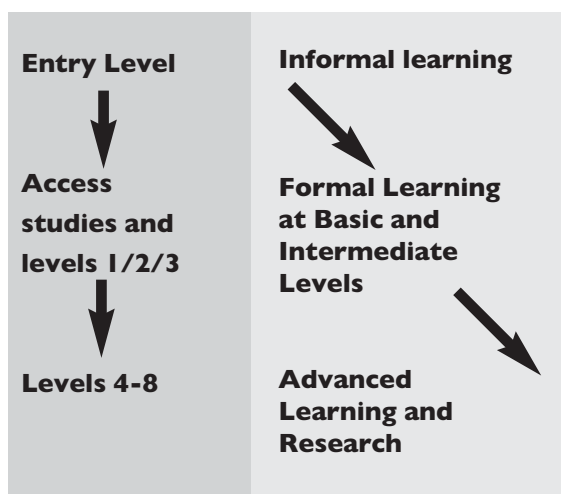 Entry Level
Access
studies and
levels 1/2/3
Levels 4-8
Informal learning
Formal Learning
at Basic and
Intermediate
Levels
Advanced
Learning and
Research